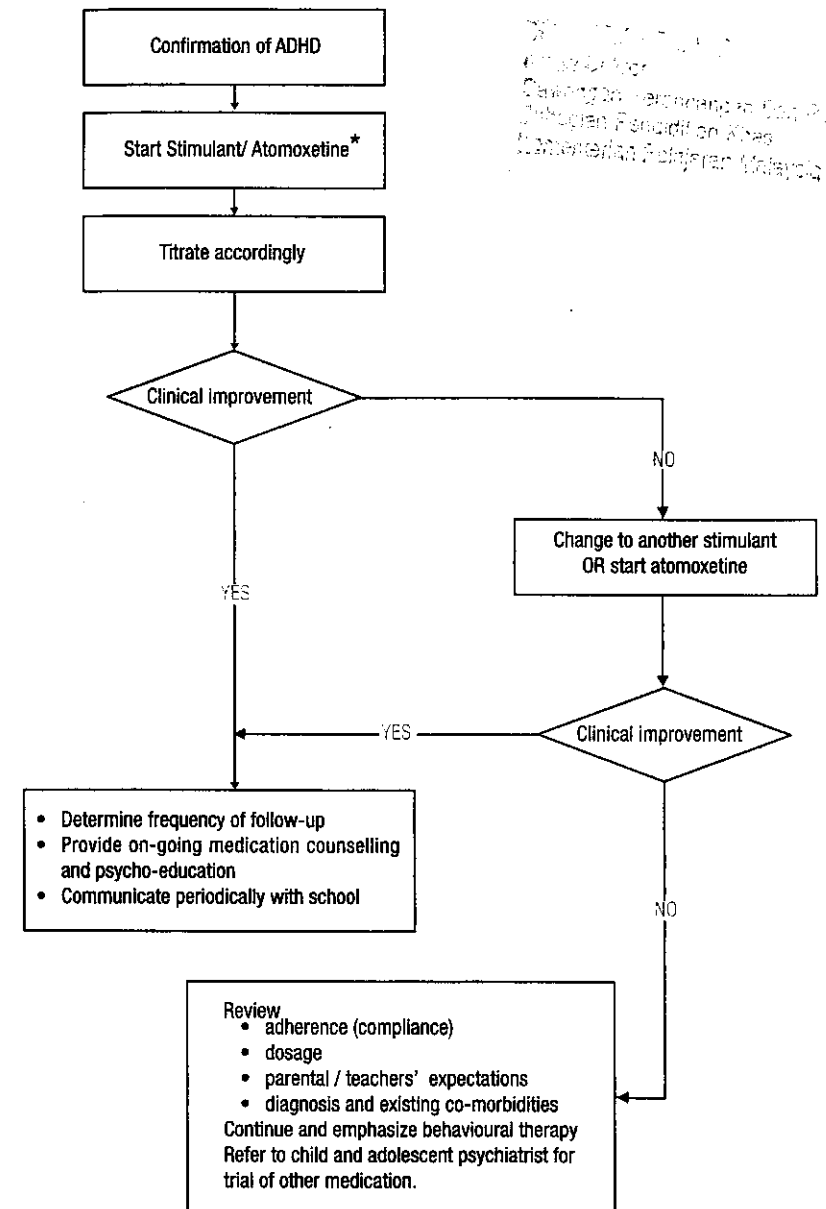 Confirmation of ADHD
Start Stimulant/ Atomoxetine*
Titrate accordingly
Clinical improvement
NO
Change to another stimulant
OR start atomoxetine
YES
YES
Clinical improvement
• Determine frequency of follow-up
• Provide on-going medication counselling
and psycho-education
• Communicate periodically with school
NO
Review
• adherence (compliance)
• dosage
• parental / teachers' expectations
• diagnosis and existing co-morbidities
Continue and emphasize behavioural therapy
Refer to child and adolescent psychiatrist for
trial of other medication.
Malaysia